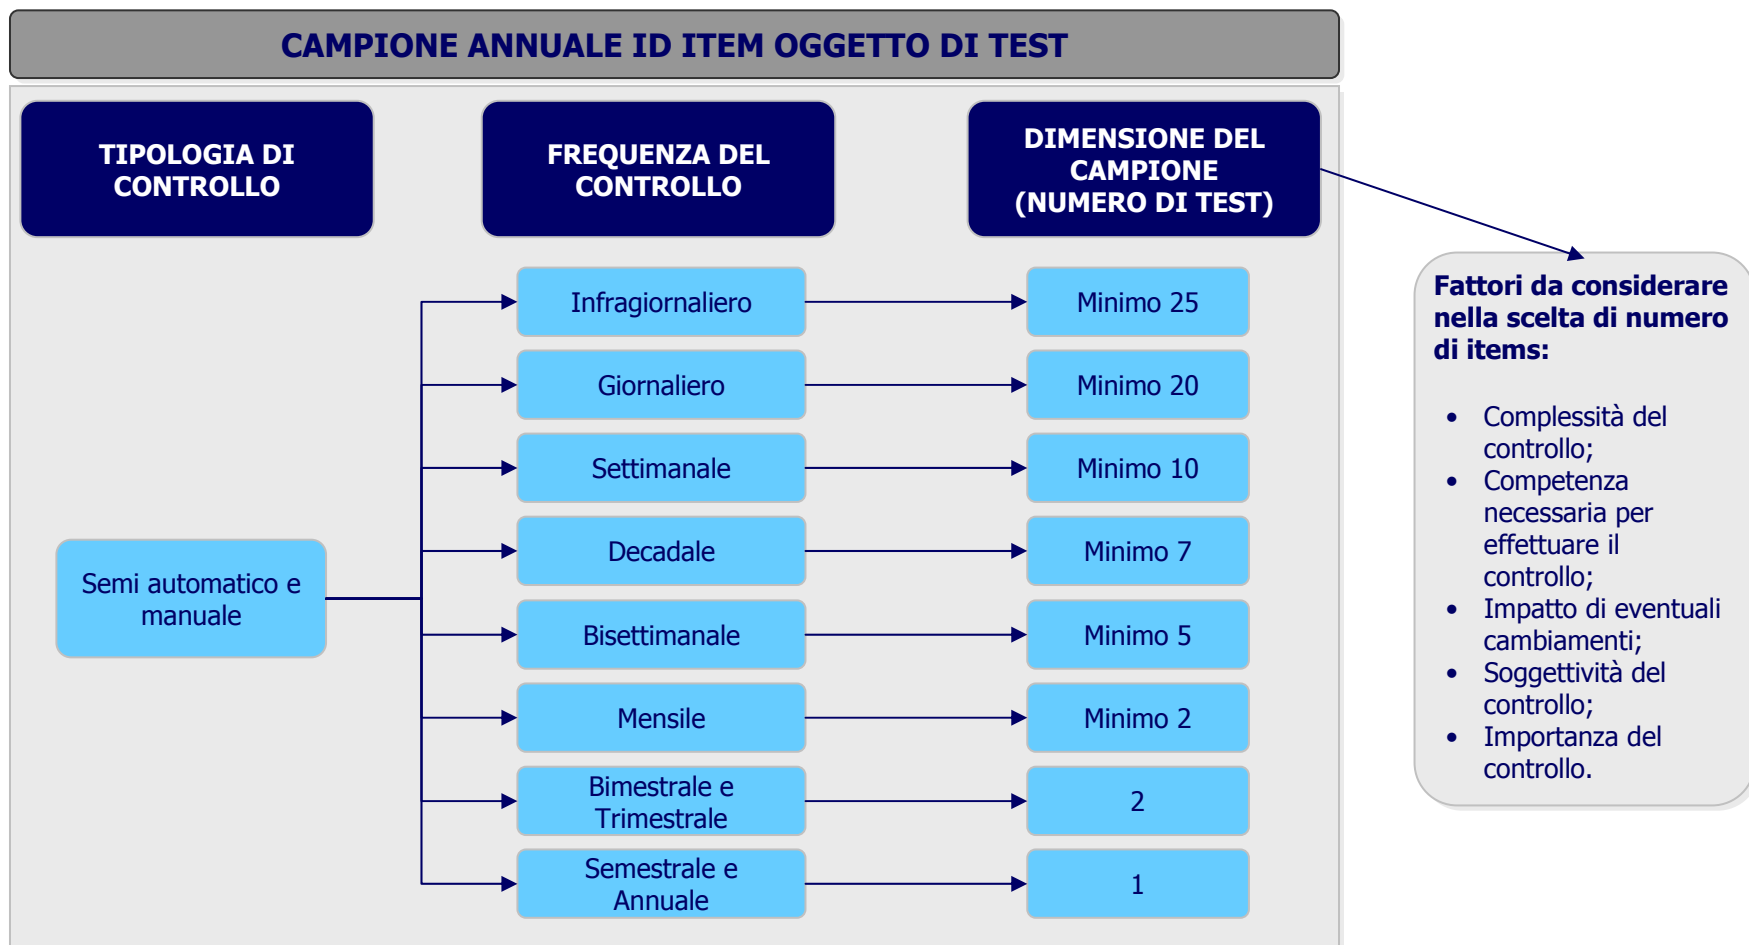 CAMPIONE ANNUALE ID ITEM OGGETTO DI TEST
TIPOLOGIA DI
CONTROLLO
FREQUENZA DEL
CONTROLLO
DIMENSIONE DEL
CAMPIONE
(NUMERO DI TEST)
Semi automatico e
manuale
Infragiornaliero
Minimo 25
Giornaliero
Minimo 20
Settimanale
Minimo 10
Decadale
Minimo 7
Bisettimanale
Minimo 5
Mensile
Minimo 2
Bimestrale e
Trimestrale
2
Semestrale e
Annuale
1
Fattori da considerare
nella scelta di numero
di items:
• Complessità del
controllo;
• Competenza
necessaria per
effettuare il
controllo;
• Impatto di eventuali
cambiamenti;
• Soggettività del
controllo;
• Importanza del
controllo.